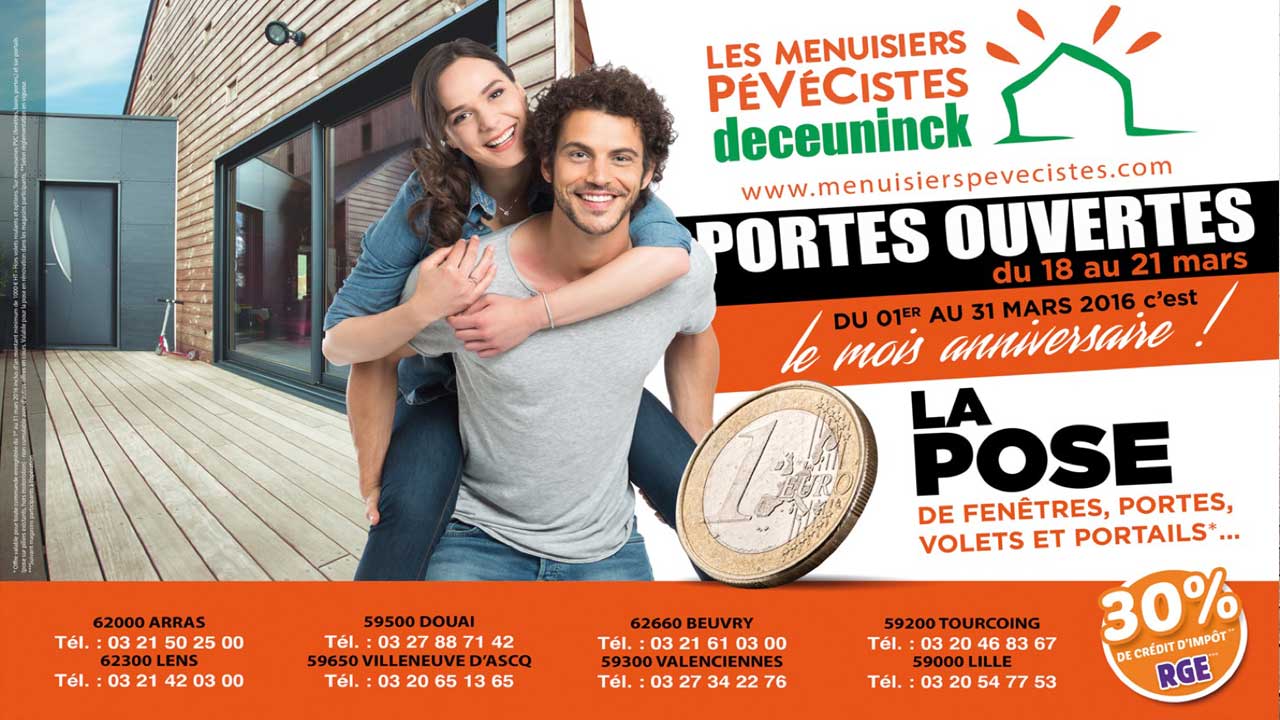 LES MENUISIERS
PÉVÉCISTES
deceuninck
www.menuisierspevecistes.com
PORTES OUVERTES
du 18 au 21 mars
DU 01ER AU 31 MARS 2016 c'est
le mois anniversaire !
1
EURO
LA
POSE
DE FENÊTRES, PORTES,
VOLETS ET PORTAILS*...
62000 ARRAS
Tél. : 03 21 50 25 00
62300 LENS
Tél. : 03 21 42 03 00
59500 DOUAI
Tél. : 03 27 88 71 42
59650 VILLENEUVE D'ASCQ
Tél. : 03 20 65 13 65
62660 BEUVRY
Tél. : 03 21 61 03 00
59300 VALENCIENNES
Tél. : 03 27 34 22 76
59200 TOURCOING
Tél. : 03 20 46 83 67
59000 LILLE
Tél. : 03 20 54 77 53
30%
DE CRÉDIT D'IMPÔT**
RGE***